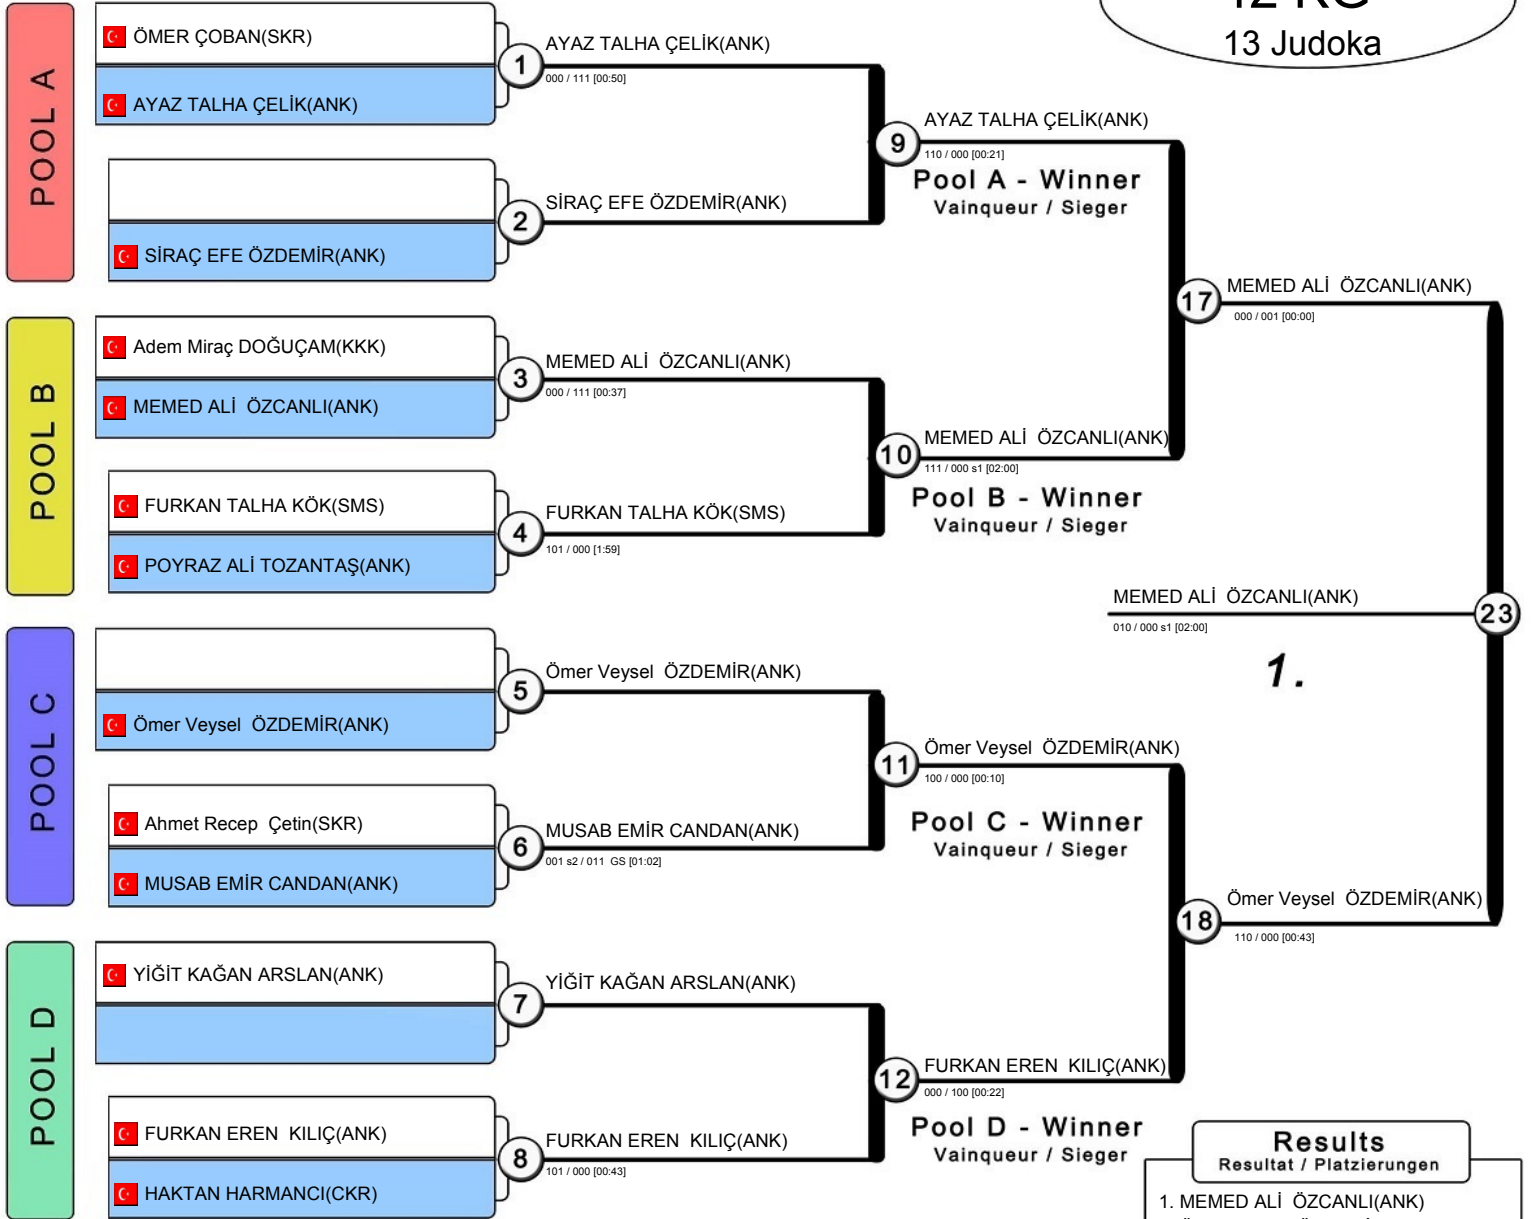 13 Judoka
POOL A
ÖMER ÇOBAN(SKR)
AYAZ TALHA ÇELİK(ANK)
1
AYAZ TALHA ÇELİK(ANK)
000 / 111 [00:50]
SİRAÇ EFE ÖZDEMİR(ANK)
2
SİRAÇ EFE ÖZDEMİR(ANK)
9
AYAZ TALHA ÇELİK(ANK)
110 / 000 [00:21]
Pool A - Winner
Vainqueur / Sieger
POOL B
Adem Miraç DOĞUÇAM(KKK)
MEMED ALİ ÖZCANLI(ANK)
3
MEMED ALİ ÖZCANLI(ANK)
000 / 111 [00:37]
FURKAN TALHA KÖK(SMS)
POYRAZ ALİ TOZANTAŞ(ANK)
4
FURKAN TALHA KÖK(SMS)
101 / 000 [1:59]
10
MEMED ALİ ÖZCANLI(ANK)
111 / 000 s1 [02:00]
Pool B - Winner
Vainqueur / Sieger
17
MEMED ALİ ÖZCANLI(ANK)
000 / 001 [00:00]
MEMED ALİ ÖZCANLI(ANK)
23
010 / 000 s1 [02:00]
1.
POOL C
Ömer Veysel ÖZDEMİR(ANK)
5
Ömer Veysel ÖZDEMİR(ANK)
Ahmet Recep Çetin(SKR)
MUSAB EMİR CANDAN(ANK)
6
MUSAB EMİR CANDAN(ANK)
001 s2 / 011 GS [01:02]
11
Ömer Veysel ÖZDEMİR(ANK)
100 / 000 [00:10]
Pool C - Winner
Vainqueur / Sieger
18
Ömer Veysel ÖZDEMİR(ANK)
110 / 000 [00:43]
POOL D
YİĞİT KAĞAN ARSLAN(ANK)
7
YİĞİT KAĞAN ARSLAN(ANK)
FURKAN EREN KILIÇ(ANK)
HAKTAN HARMANCI(CKR)
8
FURKAN EREN KILIÇ(ANK)
101 / 000 [00:43]
12
FURKAN EREN KILIÇ(ANK)
000 / 100 [00:22]
Pool D - Winner
Vainqueur / Sieger
Results
Resultat / Platzierungen
1. MEMED ALİ ÖZCANLI(ANK)